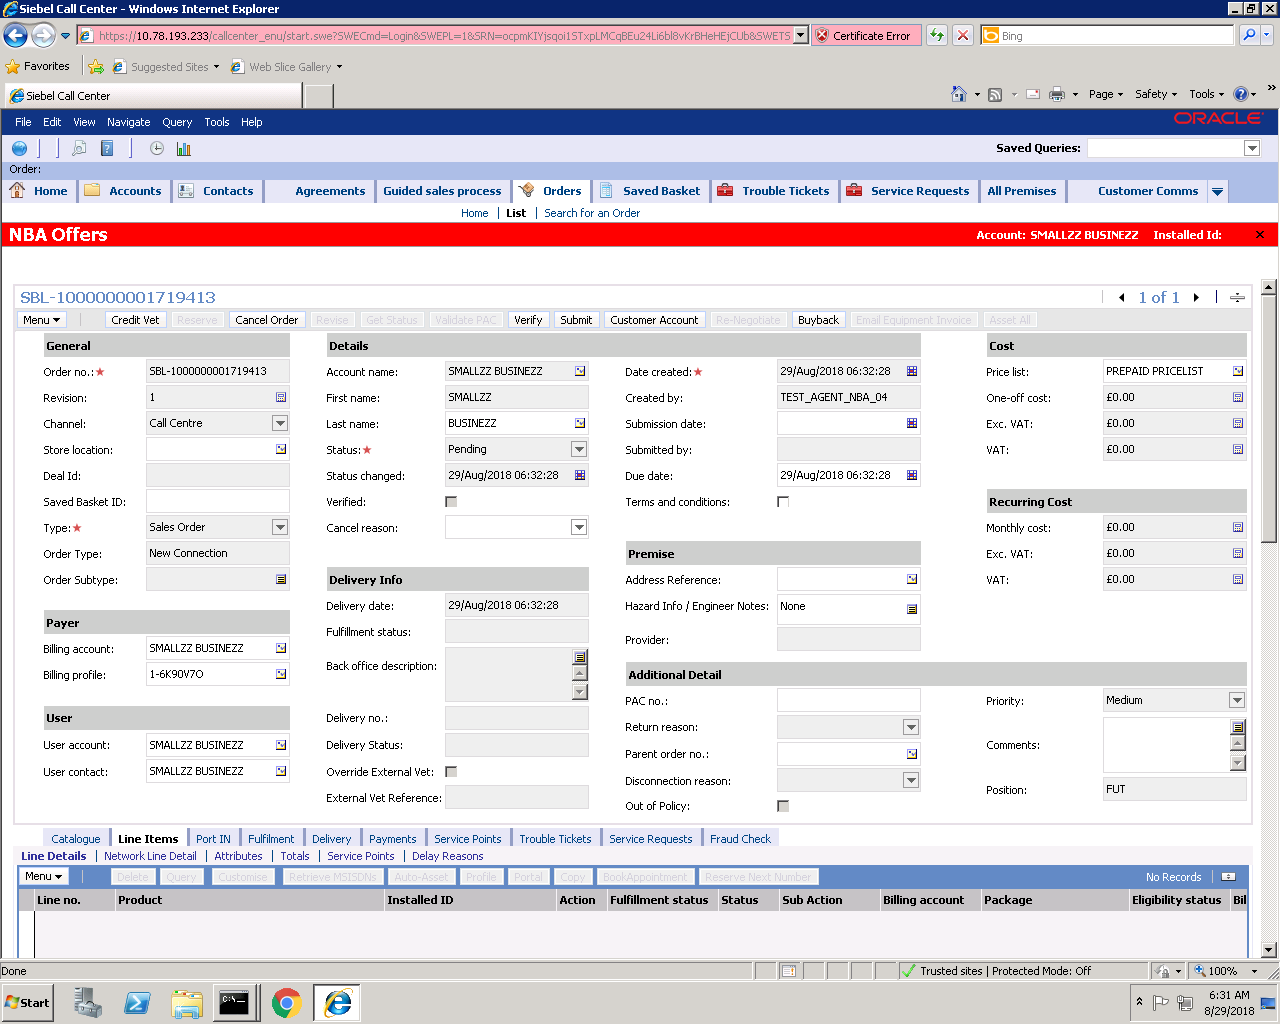 Siebel Call Center - Windows Internet Explorer
https://10.78.193.233/callcenter_enu/start.swe?SWECmd=Login&SWEPL=1&SRN=ocpmKIYjsqoi1STxpLMCqBEu24Li6bl8vKrBHeHEjCUb&SWETS
Certificate Error
Bing
Favorites
Suggested Sites
Web Slice Gallery
Siebel Call Center
Page
Safety
Tools
File Edit View Navigate Query Tools Help
ORACLE
Saved Queries:
Order:
Home
Accounts
Contacts
Agreements
Guided sales process
Orders
Saved Basket
Trouble Tickets
Service Requests
All Premises
Customer Comms
Home | List | Search for an Order
NBA Offers
Account: SMALLZZ BUSINEZZ Installed Id:
SBL-1000000001719413
1 of 1
Menu
Credit Vet
Reserve
Cancel Order
Revise
Get Status
Validate PAC
Verify
Submit
Customer Account
Re-Negotiate
Buyback
Email Equipment Invoice
Asset All
General
Order no.: SBL-1000000001719413
Revision: 1
Channel: Call Centre
Store location:
Deal Id:
Saved Basket ID:
Type: Sales Order
Order Type: New Connection
Order Subtype:
Payer
Billing account: SMALLZZ BUSINEZZ
Billing profile: 1-6K90V7O
User
User account: SMALLZZ BUSINEZZ
User contact: SMALLZZ BUSINEZZ
Details
Account name: SMALLZZ BUSINEZZ
First name: SMALLZZ
Last name: BUSINEZZ
Status: Pending
Status changed: 29/Aug/2018 06:32:28
Verified:
Cancel reason:
Delivery Info
Delivery date: 29/Aug/2018 06:32:28
Fulfillment status:
Back office description:
Delivery no.:
Delivery Status:
Override External Vet:
External Vet Reference:
Date created: 29/Aug/2018 06:32:28
Created by: TEST_AGENT_NBA_04
Submission date:
Submitted by:
Due date: 29/Aug/2018 06:32:28
Terms and conditions:
Premise
Address Reference:
Hazard Info / Engineer Notes: None
Provider:
Additional Detail
PAC no.:
Return reason:
Parent order no.:
Disconnection reason:
Out of Policy:
Priority: Medium
Comments:
Position: FUT
Cost
Price list: PREPAID PRICELIST
One-off cost: £0.00
Exc. VAT: £0.00
VAT: £0.00
Recurring Cost
Monthly cost: £0.00
Exc. VAT: £0.00
VAT: £0.00
Catalogue
Line Items
Port IN
Fulfilment
Delivery
Payments
Service Points
Trouble Tickets
Service Requests
Fraud Check
Line Details | Network Line Detail | Attributes | Totals | Service Points | Delay Reasons
Menu
Delete
Query
Customise
Retrieve MSISDNs
Auto-Asset
Profile
Portal
Copy
BookAppointment
Reserve Next Number
No Records
Line no.
Product
Installed ID
Action
Fulfillment status
Status
Sub Action
Billing account
Package
Eligibility status
Bil
Done
Trusted sites | Protected Mode: Off
100%
Start
6:31 AM
8/29/2018